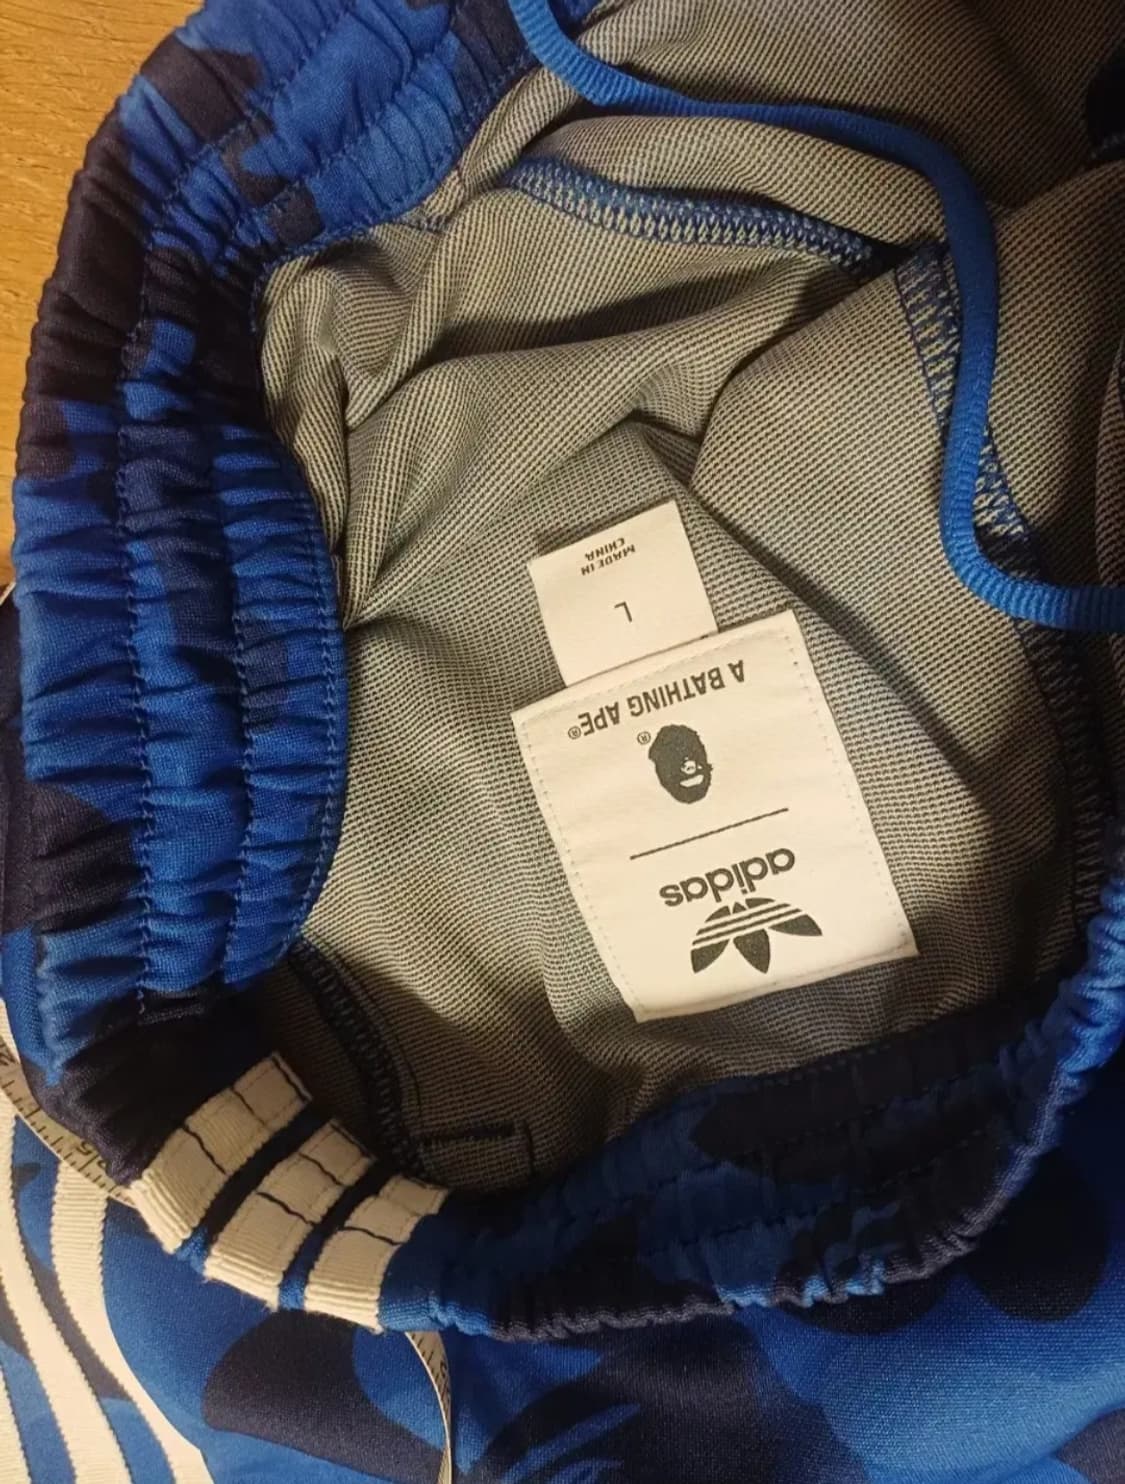 adidas
A BATHING APE®
®
L
MADE IN
CHINA